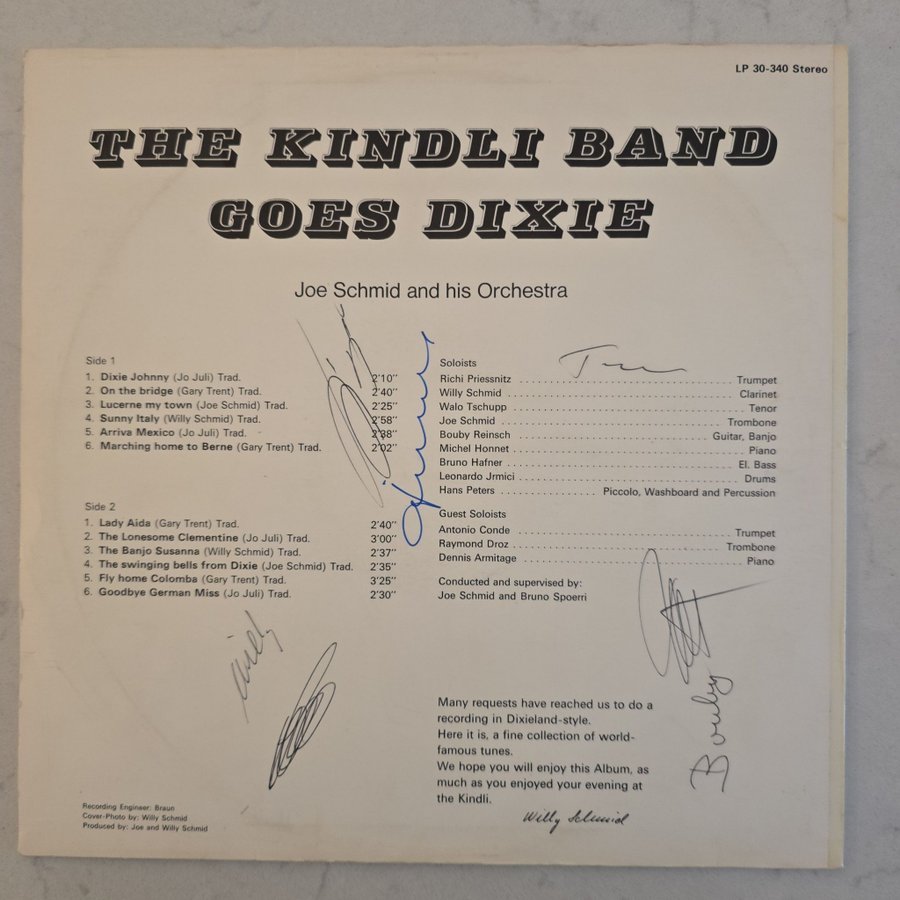 LP 30-340 Stereo
THE KINDLI BAND
GOES DIXIE
Joe Schmid and his Orchestra
Side 1
1. Dixie Johnny (Jo Juli) Trad. 2'10''
2. On the bridge (Gary Trent) Trad. 2'40''
3. Lucerne my town (Joe Schmid) Trad. 2'25''
4. Sunny Italy (Willy Schmid) Trad. 2'58''
5. Arriva Mexico (Jo Juli) Trad. 2'38''
6. Marching home to Berne (Gary Trent) Trad. 2'02''
Side 2
1. Lady Aida (Gary Trent) Trad. 2'40''
2. The Lonesome Clementine (Jo Juli) Trad. 3'00''
3. The Banjo Susanna (Willy Schmid) Trad. 2'37''
4. The swinging bells from Dixie (Joe Schmid) Trad. 2'35''
5. Fly home Colomba (Gary Trent) Trad. 3'25''
6. Goodbye German Miss (Jo Juli) Trad. 2'30''
willy
Recording Engineer: Braun
Cover-Photo by: Willy Schmid
Produced by: Joe and Willy Schmid
Soloists
Richi Priessnitz Trumpet
Willy Schmid Clarinet
Walo Tschupp Tenor
Joe Schmid Trombone
Bouby Reinsch Guitar, Banjo
Michel Honnet Piano
Bruno Hafner El. Bass
Leonardo Jrmici Drums
Hans Peters Piccolo, Washboard and Percussion
Guest Soloists
Antonio Conde Trumpet
Raymond Droz Trombone
Dennis Armitage Piano
Conducted and supervised by:
Joe Schmid and Bruno Spoerri
Bouby
Many requests have reached us to do a
recording in Dixieland-style.
Here it is, a fine collection of world-
famous tunes.
We hope you will enjoy this Album, as
much as you enjoyed your evening at
the Kindli.
Willy Schmid